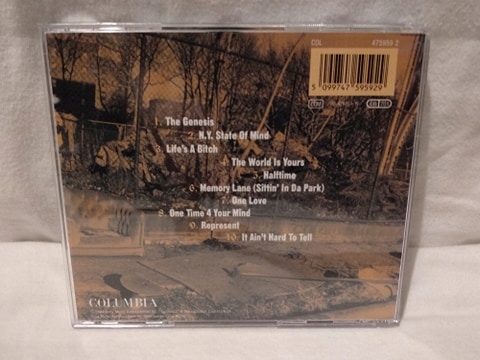 COL 475959 2
5 099747 595929
1. The Genesis
2. N.Y. State Of Mind
3. Life's A Bitch
4. The World Is Yours
5. Halftime
6. Memory Lane (Sittin' In Da Park)
7. One Love
8. One Time 4 Your Mind
9. Represent
10. It Ain't Hard To Tell
COLUMBIA